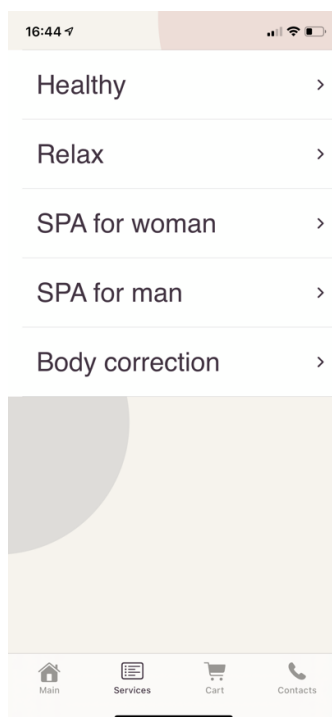 16:44
Healthy
Relax
SPA for woman
SPA for man
Body correction
Main
Services
Cart
Contacts